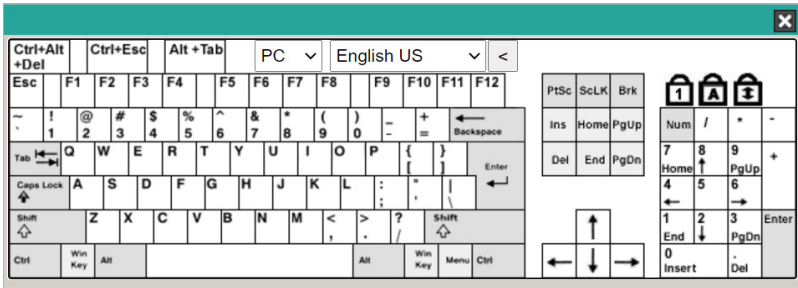 Ctrl+Alt +Del Ctrl+Esc Alt +Tab PC English US <
Esc F1 F2 F3 F4 F5 F6 F7 F8 F9 F10 F11 F12 PtSc ScLK Brk 1 A
~ ` ! 1 @ 2 # 3 $ 4 % 5 ^ 6 & 7 * 8 ( 9 ) 0 _ - + = Backspace Ins Home PgUp Num / * -
Tab Q W E R T Y U I O P { [ } ] Enter Del End PgDn 7 Home 8 9 PgUp +
Caps Lock A S D F G H J K L : ; " ' | \ 4 5 6
Shift Z X C V B N M < , > . ? / Shift 1 End 2 3 PgDn Enter
Ctrl Win Key Alt Alt Win Key Menu Ctrl 0 Insert . Del